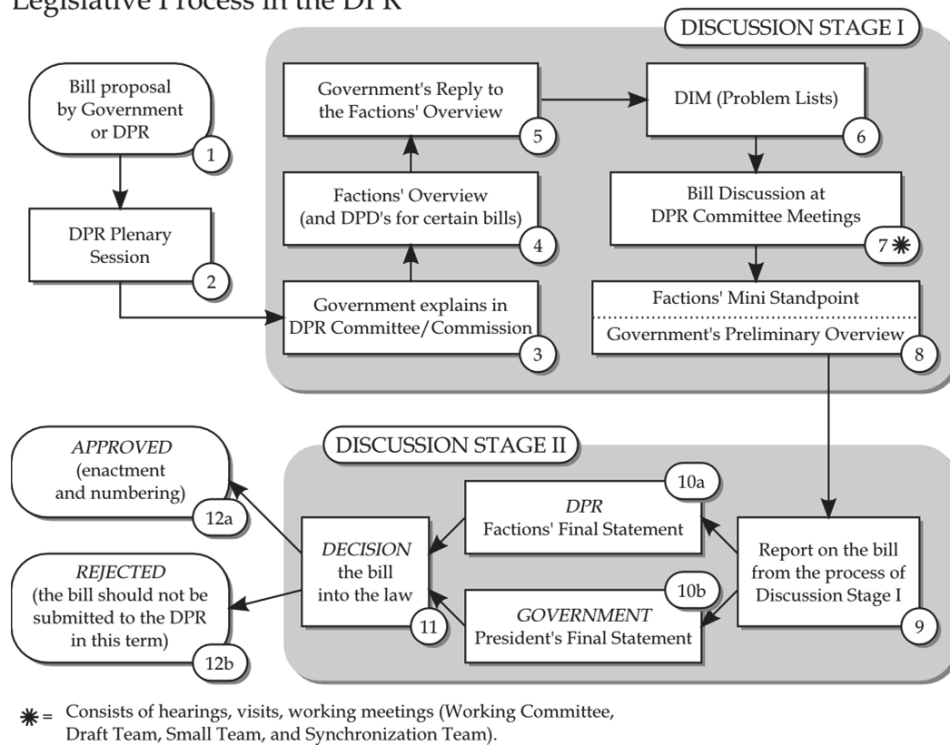 Legislative Process in the DPR
DISCUSSION STAGE I
Bill proposal
by Government
or DPR
1
DPR Plenary
Session
2
Government explains in
DPR Committee/Commission
3
Factions' Overview
(and DPD's for certain bills)
4
Government's Reply to
the Factions' Overview
5
DIM (Problem Lists)
6
Bill Discussion at
DPR Committee Meetings
7✷
Factions' Mini Standpoint
Government's Preliminary Overview
8
DISCUSSION STAGE II
Report on the bill
from the process of
Discussion Stage I
9
10a
DPR
Factions' Final Statement
10b
GOVERNMENT
President's Final Statement
DECISION
the bill
into the law
11
APPROVED
(enactment
and numbering)
12a
REJECTED
(the bill should not be
submitted to the DPR
in this term)
12b
✷ = Consists of hearings, visits, working meetings (Working Committee,
Draft Team, Small Team, and Synchronization Team).